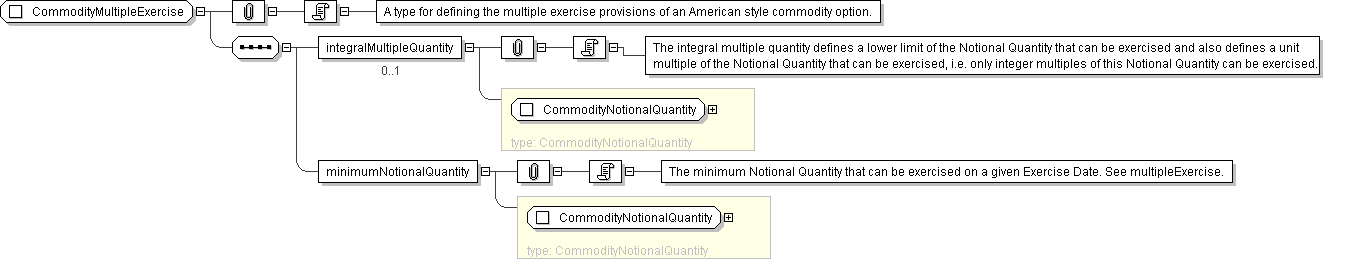 CommodityMultipleExercise
A type for defining the multiple exercise provisions of an American style commodity option.
integralMultipleQuantity
0..1
The integral multiple quantity defines a lower limit of the Notional Quantity that can be exercised and also defines a unit
multiple of the Notional Quantity that can be exercised, i.e. only integer multiples of this Notional Quantity can be exercised.
CommodityNotionalQuantity
type: CommodityNotionalQuantity
minimumNotionalQuantity
The minimum Notional Quantity that can be exercised on a given Exercise Date. See multipleExercise.
CommodityNotionalQuantity
type: CommodityNotionalQuantity